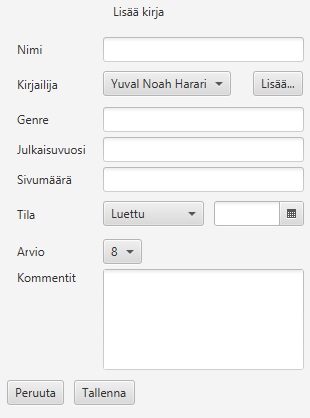 Lisää kirja
Nimi
Kirjailija Yuval Noah Harari Lisää...
Genre
Julkaisuvuosi
Sivumäärä
Tila Luettu
Arvio 8
Kommentit
Peruuta Tallenna